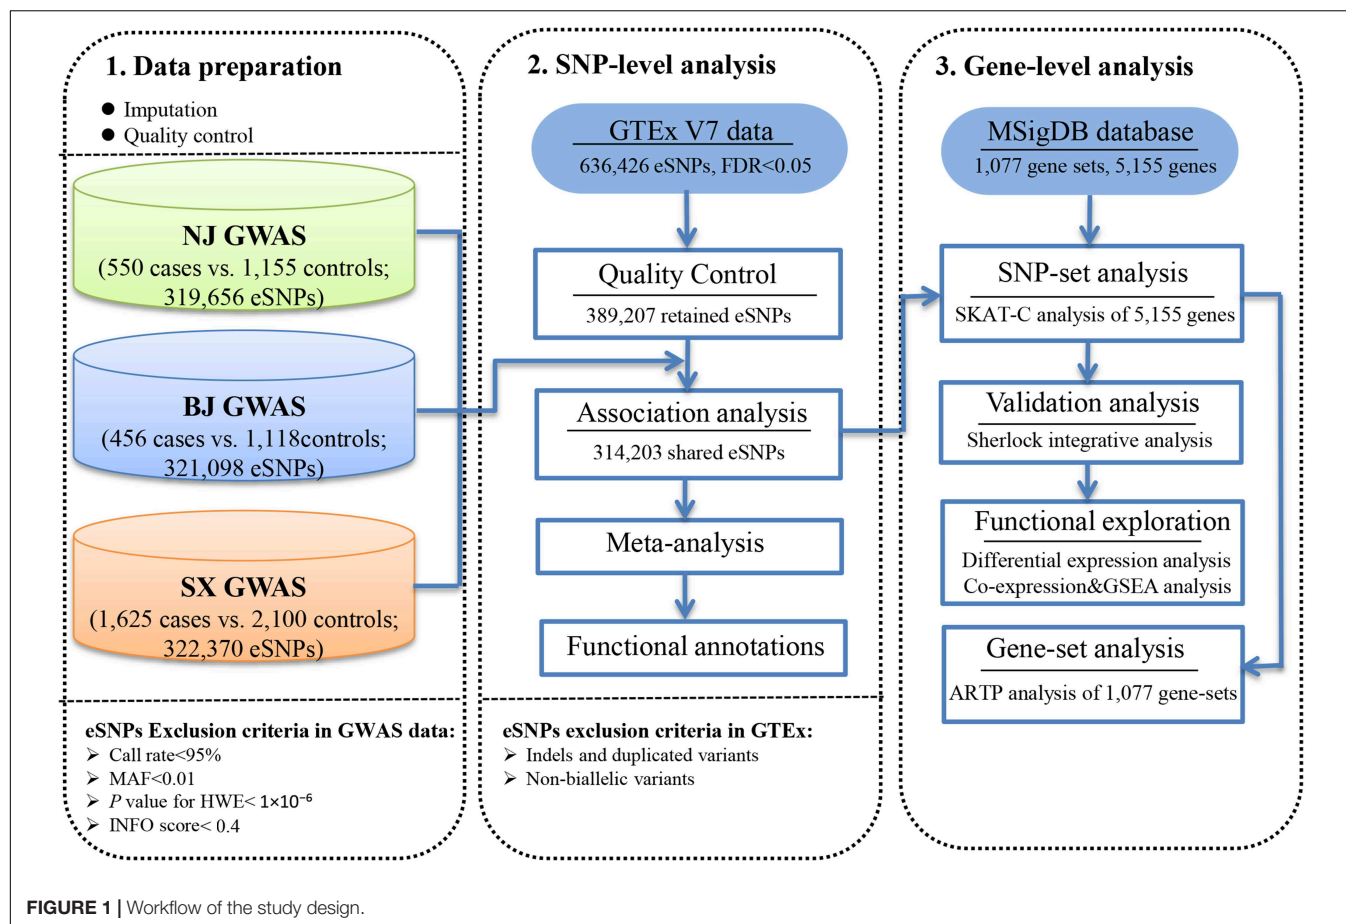 1. Data preparation
● Imputation
● Quality control
NJ GWAS
(550 cases vs. 1,155 controls;
319,656 eSNPs)
BJ GWAS
(456 cases vs. 1,118controls;
321,098 eSNPs)
SX GWAS
(1,625 cases vs. 2,100 controls;
322,370 eSNPs)
eSNPs Exclusion criteria in GWAS data:
➢ Call rate<95%
➢ MAF<0.01
➢ P value for HWE< 1×10⁻⁶
➢ INFO score< 0.4
2. SNP-level analysis
GTEx V7 data
636,426 eSNPs, FDR<0.05
Quality Control
389,207 retained eSNPs
Association analysis
314,203 shared eSNPs
Meta-analysis
Functional annotations
eSNPs exclusion criteria in GTEx:
➢ Indels and duplicated variants
➢ Non-biallelic variants
3. Gene-level analysis
MSigDB database
1,077 gene sets, 5,155 genes
SNP-set analysis
SKAT-C analysis of 5,155 genes
Validation analysis
Sherlock integrative analysis
Functional exploration
Differential expression analysis
Co-expression&GSEA analysis
Gene-set analysis
ARTP analysis of 1,077 gene-sets
FIGURE 1 | Workflow of the study design.